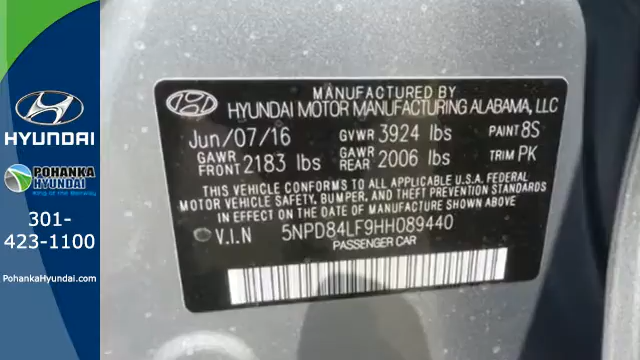 HYUNDAI
POHANKA
HYUNDAI
301-
423-1100
PohankaHyundai.com
MANUFACTURED BY
HYUNDAI MOTOR MANUFACTURING ALABAMA, LLC
Jun/07/16 GVWR 3924 lbs PAINT 8S
GAWR FRONT 2183 lbs GAWR REAR 2006 lbs TRIM PK
THIS VEHICLE CONFORMS TO ALL APPLICABLE U.S.A. FEDERAL
MOTOR VEHICLE SAFETY, BUMPER, AND THEFT PREVENTION STANDARDS
IN EFFECT ON THE DATE OF MANUFACTURE SHOWN ABOVE
V.I.N 5NPD84LF9HH089440
PASSENGER CAR